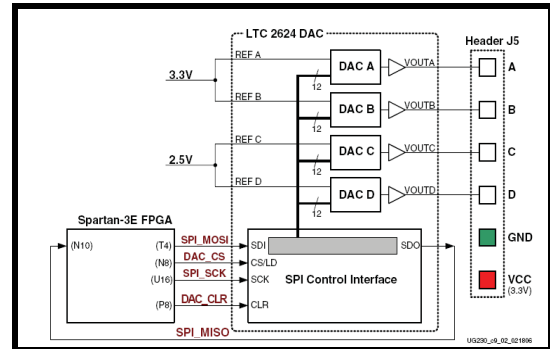 LTC 2624 DAC
Header J5
REF A
DAC A
VOUTA
A
12
3.3V
REF B
DAC B
VOUTB
B
12
REF C
DAC C
VOUTC
C
12
2.5V
REF D
DAC D
VOUTD
D
12
Spartan-3E FPGA
(N10)
(T4)
SPI_MOSI
SDI
SDO
GND
(N8)
DAC_CS
CS/LD
(U16)
SPI_SCK
SCK
SPI Control Interface
VCC
(3.3V)
(P8)
DAC_CLR
CLR
SPI_MISO
UG230_c9_02_021806